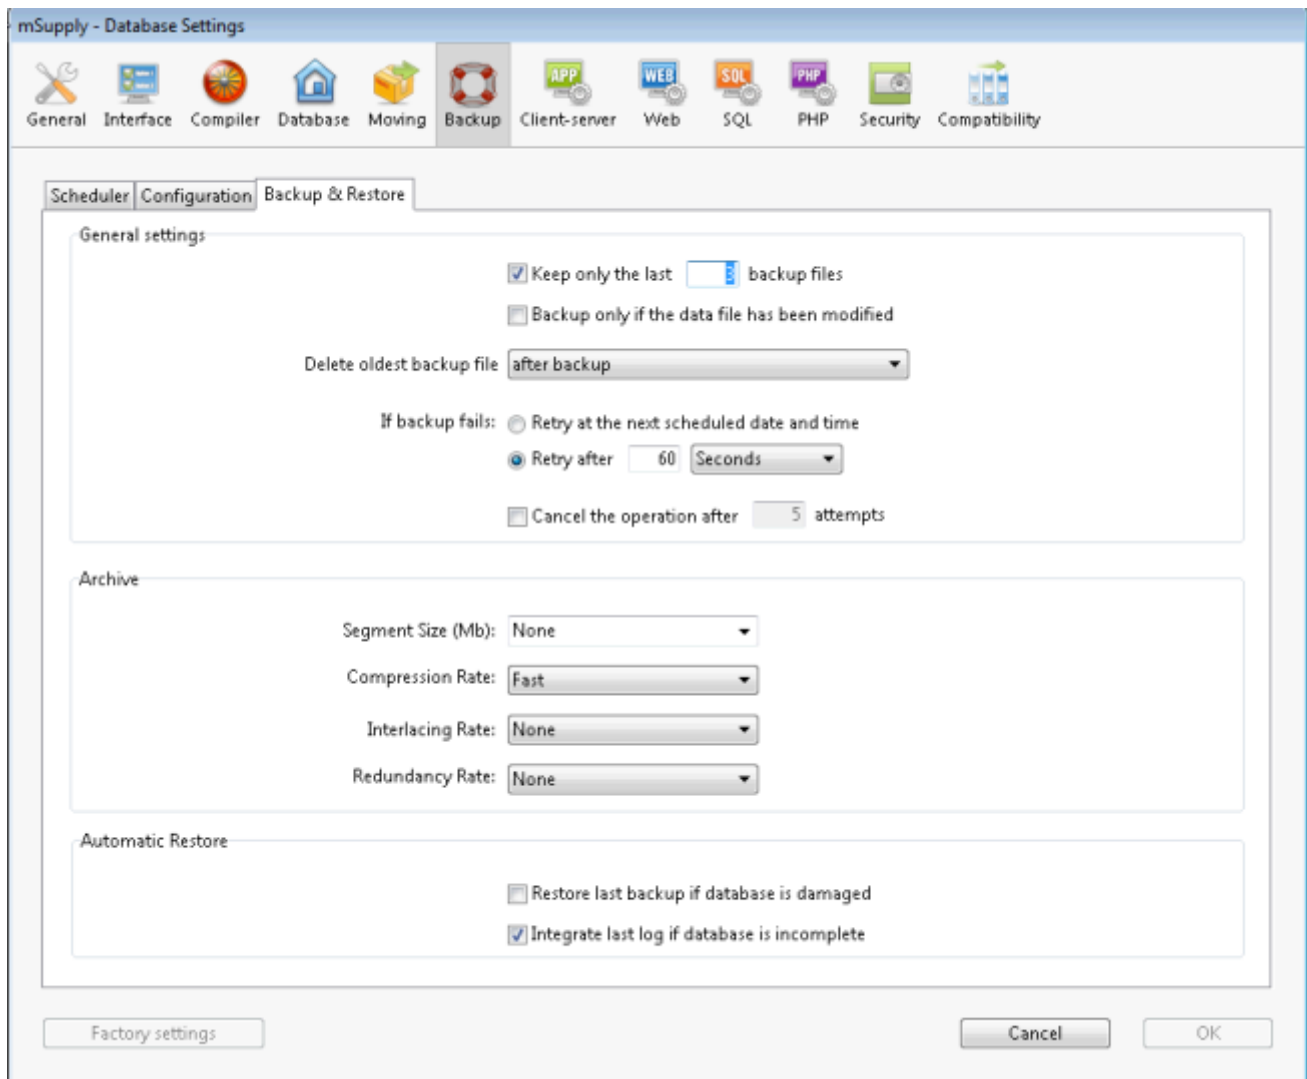 mSupply - Database Settings
APP WEB SQL PHP
General Interface Compiler Database Moving Backup Client-server Web SQL PHP Security Compatibility
Scheduler Configuration Backup & Restore
General settings
Keep only the last 3 backup files
Backup only if the data file has been modified
Delete oldest backup file after backup
If backup fails: Retry at the next scheduled date and time
Retry after 60 Seconds
Cancel the operation after 5 attempts
Archive
Segment Size (Mb): None
Compression Rate: Fast
Interlacing Rate: None
Redundancy Rate: None
Automatic Restore
Restore last backup if database is damaged
Integrate last log if database is incomplete
Factory settings Cancel OK